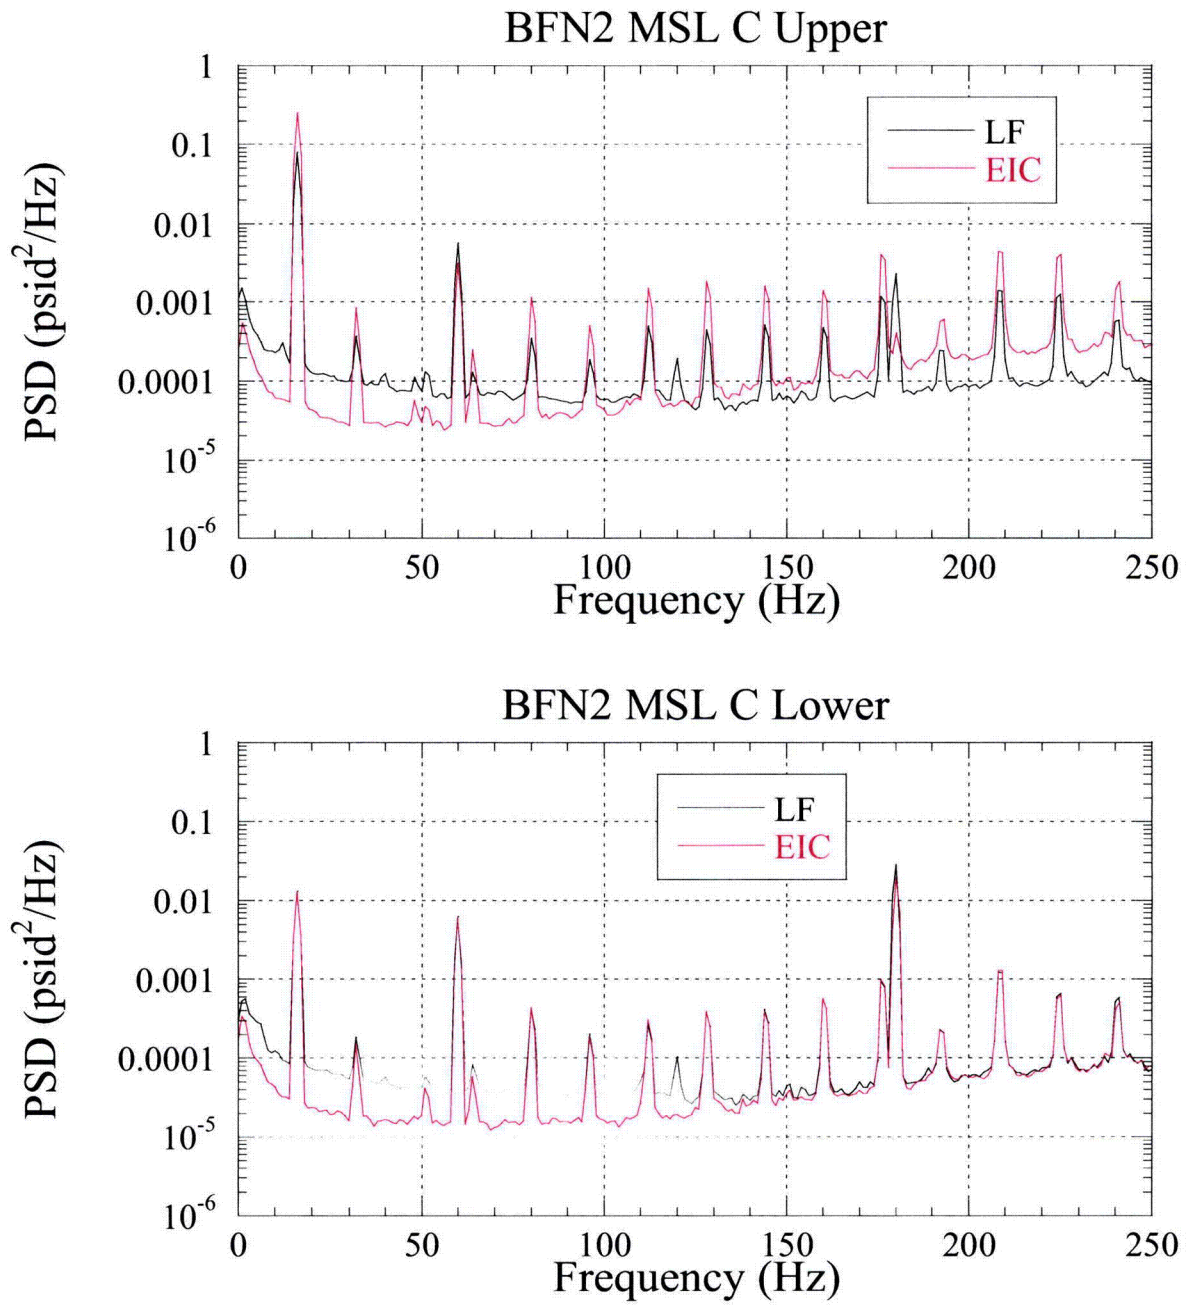 BFN2 MSL C Upper
1
0.1
0.01
0.001
0.0001
10⁻⁵
10⁻⁶
PSD (psid²/Hz)
LF
EIC
0 50 100 150 200 250
Frequency (Hz)
BFN2 MSL C Lower
1
0.1
0.01
0.001
0.0001
10⁻⁵
10⁻⁶
PSD (psid²/Hz)
LF
EIC
0 50 100 150 200 250
Frequency (Hz)